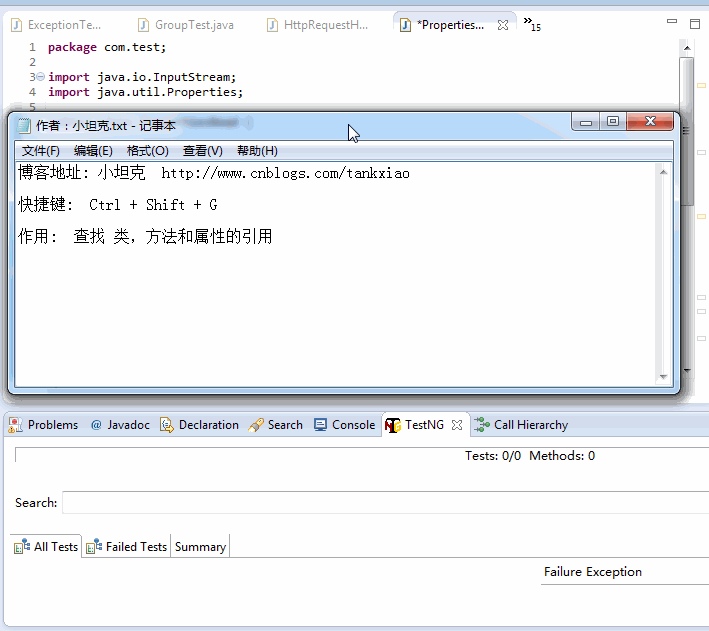 ExceptionTe...
GroupTest.java
HttpRequestH...
*Properties...
»15
1 package com.test;
2
3 import java.io.InputStream;
4 import java.util.Properties;
5
作者：小坦克.txt - 记事本
文件(F) 编辑(E) 格式(O) 查看(V) 帮助(H)
博客地址: 小坦克 http://www.cnblogs.com/tankxiao
快捷键: Ctrl + Shift + G
作用: 查找 类, 方法和属性的引用
Problems @ Javadoc Declaration Search Console TestNG Call Hierarchy
Tests: 0/0 Methods: 0
Search:
All Tests Failed Tests Summary
Failure Exception